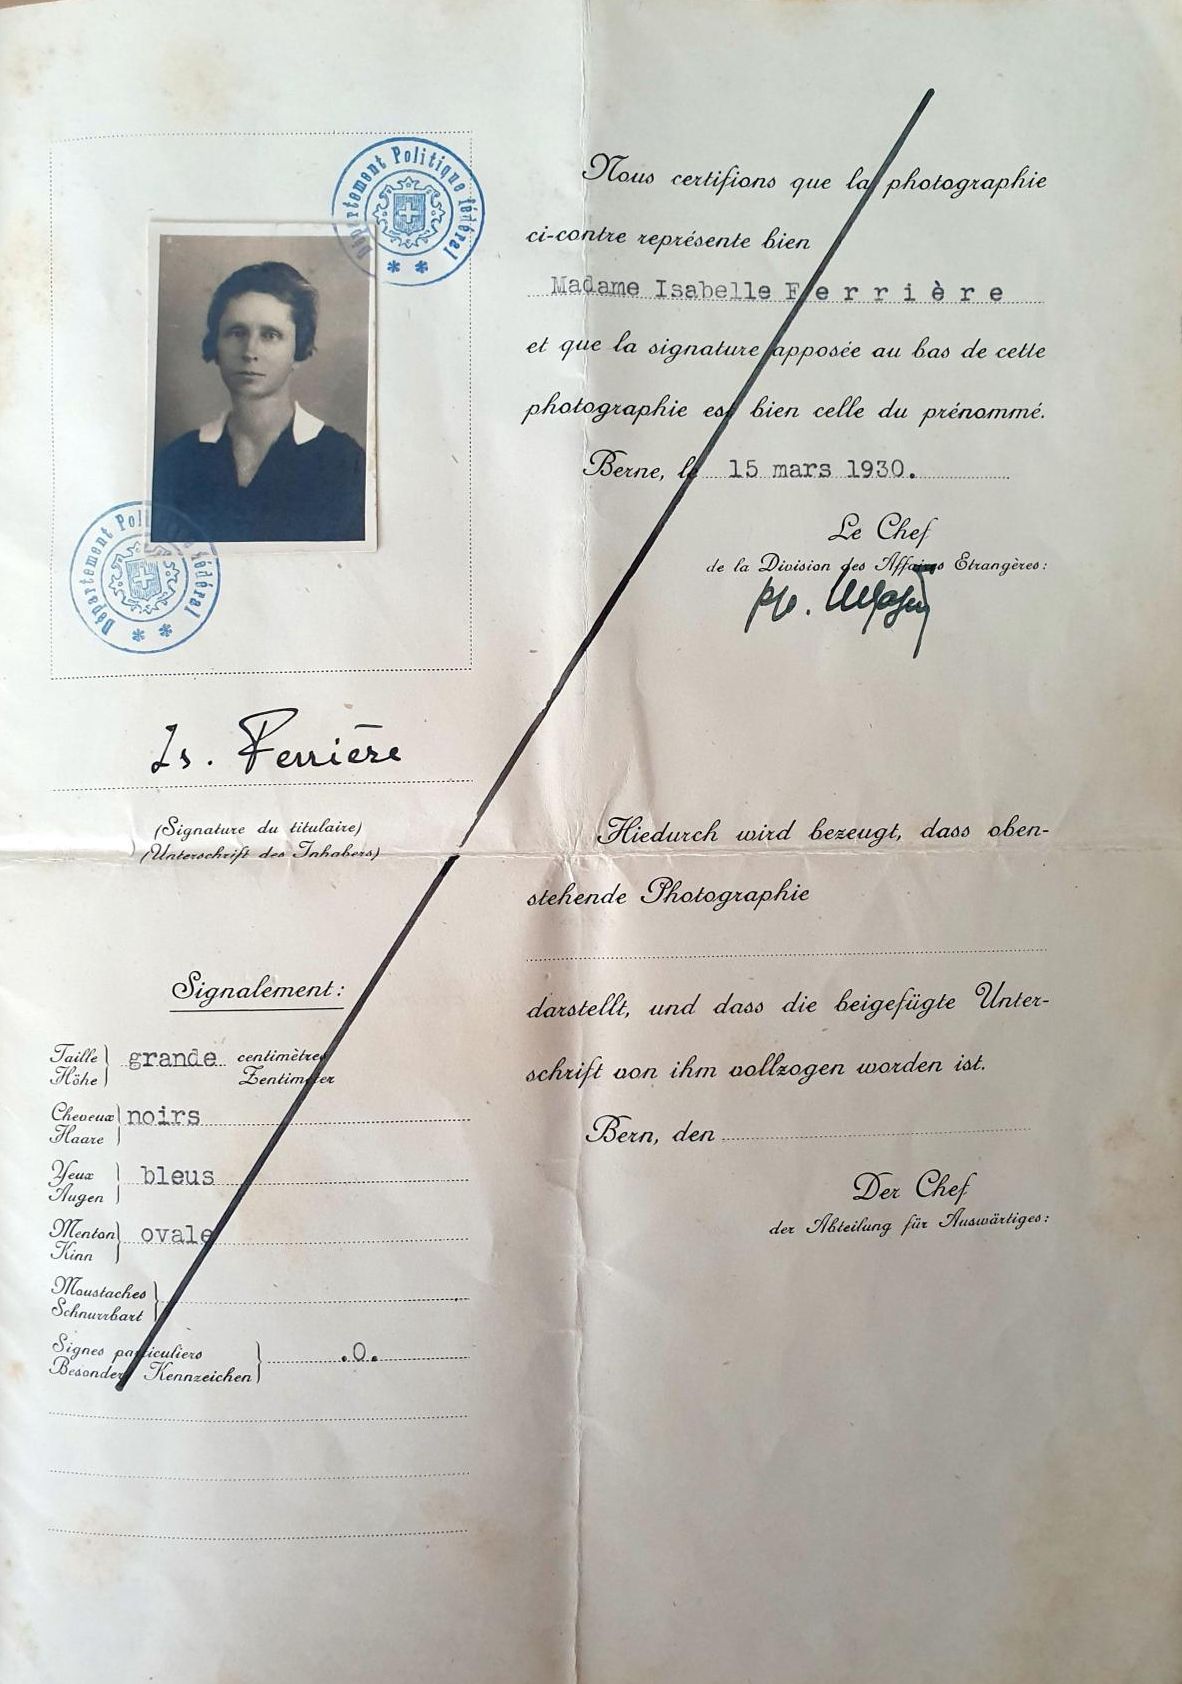 Département Politique fédéral
Département Politique fédéral
Is. Ferrière
(Signature du titulaire)
(Unterschrift des Inhabers)
Signalement:
Taille
Höhe
grande centimètres
Zentimeter
Cheveux
Haare
noirs
Yeux
Augen
bleus
Menton
Kinn
ovale
Moustaches
Schnurrbart
Signes particuliers
Besondere Kennzeichen
.0.
Nous certifions que la photographie
ci-contre représente bien
Madame Isabelle Ferrière
et que la signature apposée au bas de cette
photographie est bien celle du prénommé.
Berne, le 15 mars 1930.
Le Chef
de la Division des Affaires Etrangères:
Hiedurch wird bezeugt, dass oben-
stehende Photographie
darstellt, und dass die beigefügte Unter-
schrift von ihm vollzogen worden ist.
Bern, den
Der Chef
der Abteilung für Auswärtiges: